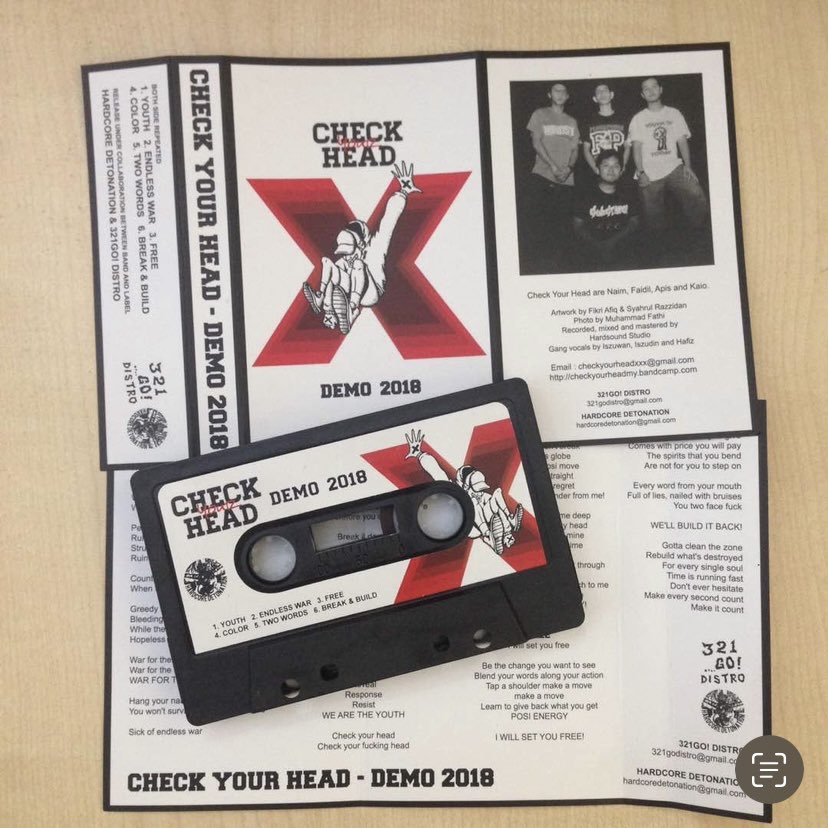 BOTH SIDE REPEATED
1. YOUTH 2. ENDLESS WAR 3. FREE
4. COLOR 5. TWO WORDS 6. BREAK & BUILD
RELEASE UNDER COLLABORATION BETWEEN BAND AND LABEL
HARDCORE DETONATION & 321GO! DISTRO
321
...GO!
DISTRO
HARDCORE DETONATION
CHECK YOUR HEAD - DEMO 2018
CHECK
HEAD
DEMO 2018
Check Your Head are Naim, Faidil, Apis and Kaio.
Artwork by Fikri Afiq & Syahrul Razzidan
Photo by Muhammad Fathi
Recorded, mixed and mastered by
Hardsound Studio
Gang vocals by Iszuwan, Iszudin and Hafiz
Email : checkyourheadxxx@gmail.com
http://checkyourheadmy.bandcamp.com
321GO! DISTRO
321godistro@gmail.com
HARDCORE DETONATION
hardcoredetonation@gmail.com
CHECK
HEAD
DEMO 2018
HARDCORE DETONATION
1. YOUTH 2. ENDLESS WAR 3. FREE
4. COLOR 5. TWO WORDS 6. BREAK & BUILD
Greedy
Bleeding
While the
Hopeless
War for the
War for the
WAR FOR
Hang your
You won't
Sick of endless war
Response
Resist
WE ARE THE YOUTH
Check your head
Check your fucking head
will set you free
Be the change you want to see
Blend your words along your action
Tap a shoulder make a move
make a move
Learn to give back what you get
POSI ENERGY
I WILL SET YOU FREE!
Comes with price you will pay
The spirits that you bend
Are not for you to step on
Every word from your mouth
Full of lies, nailed with bruises
You two face fuck
WE'LL BUILD IT BACK!
Gotta clean the zone
Rebuild what's destroyed
For every single soul
Time is running fast
Don't ever hesitate
Make every second count
Make it count
321
...GO!
DISTRO
HARDCORE DETONATION
321GO! DISTRO
321godistro@gmail
HARDCORE DETONATION
hardcoredetonation@gmail.com
CHECK YOUR HEAD - DEMO 2018